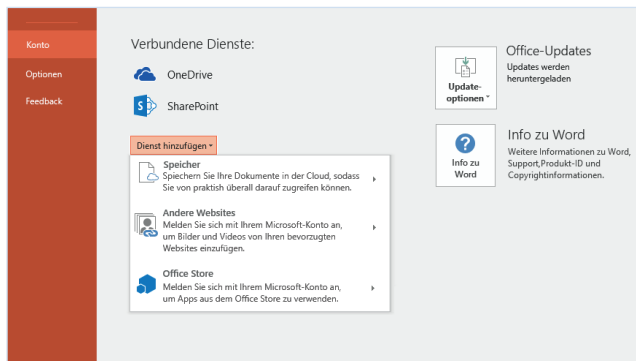 Konto
Optionen
Feedback
Verbundene Dienste:
OneDrive
SharePoint
Dienst hinzufügen
Speicher
Spiechern Sie Ihre Dokumente in der Cloud, sodass
Sie von praktish überall darauf zugreifen können.
Andere Websites
Melden Sie sich mit Ihrem Microsoft-Konto an,
um Bilder und Videos von Ihren bevorzugten
Websites einzufügen.
Office Store
Melden Sie sich mit Ihrem Microsoft-Konto an,
um Apps aus dem Office Store zu verwenden.
Update-
optionen
Office-Updates
Updates werden
heruntergeladen
Info zu
Word
Info zu Word
Weitere Informationen zu Word,
Support,Produkt-ID und
Copyrightinformationen.